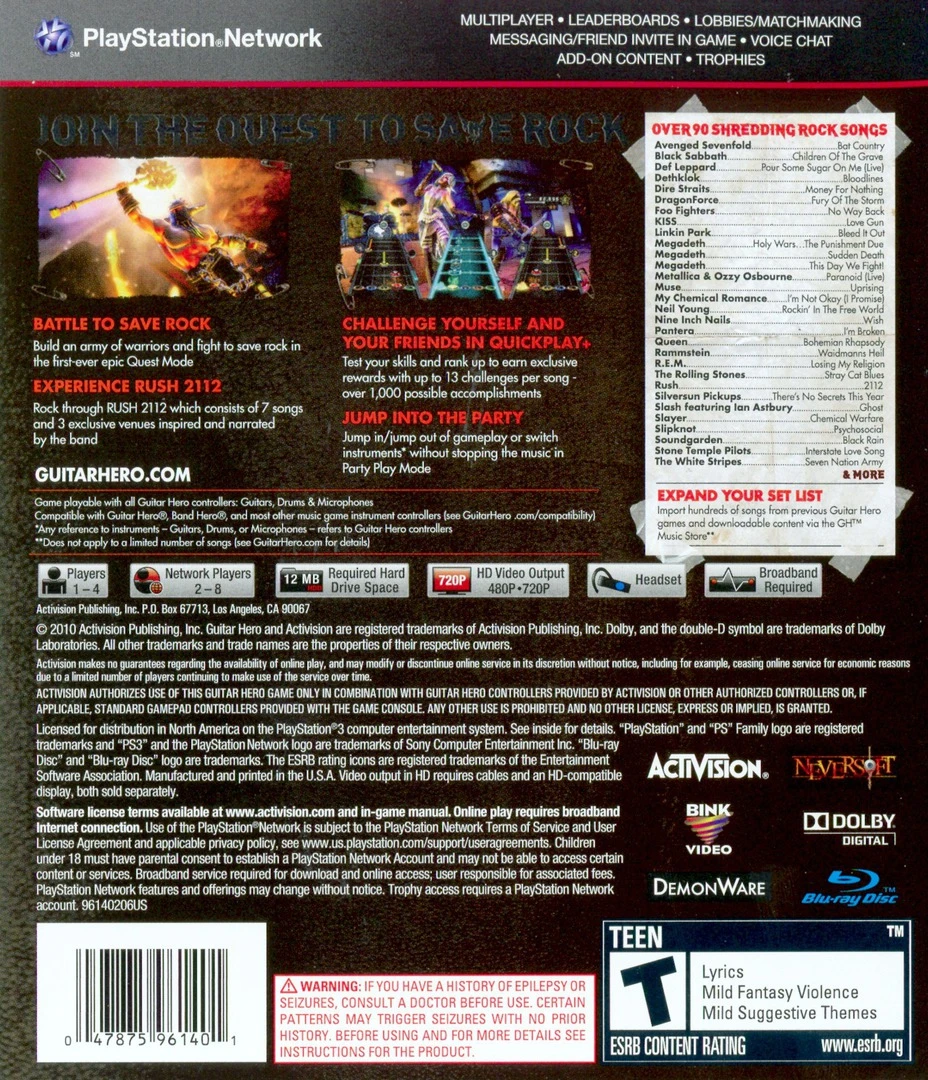 PlayStation®Network
SM
MULTIPLAYER • LEADERBOARDS • LOBBIES/MATCHMAKING
MESSAGING/FRIEND INVITE IN GAME • VOICE CHAT
ADD-ON CONTENT • TROPHIES
JOIN THE QUEST TO SAVE ROCK
BATTLE TO SAVE ROCK
Build an army of warriors and fight to save rock in
the first-ever epic Quest Mode
EXPERIENCE RUSH 2112
Rock through RUSH 2112 which consists of 7 songs
and 3 exclusive venues inspired and narrated
by the band
GUITARHERO.COM
CHALLENGE YOURSELF AND
YOUR FRIENDS IN QUICKPLAY+
Test your skills and rank up to earn exclusive
rewards with up to 13 challenges per song -
over 1,000 possible accomplishments
JUMP INTO THE PARTY
Jump in/jump out of gameplay or switch
instruments* without stopping the music in
Party Play Mode
OVER 90 SHREDDING ROCK SONGS
Avenged Sevenfold Bat Country
Black Sabbath Children Of The Grave
Def Leppard Pour Some Sugar On Me (Live)
Dethklok Bloodlines
Dire Straits Money For Nothing
DragonForce Fury Of The Storm
Foo Fighters No Way Back
KISS Love Gun
Linkin Park Bleed It Out
Megadeth Holy Wars...The Punishment Due
Megadeth Sudden Death
Megadeth This Day We Fight!
Metallica & Ozzy Osbourne Paranoid (Live)
Muse Uprising
My Chemical Romance I'm Not Okay (I Promise)
Neil Young Rockin' In The Free World
Nine Inch Nails Wish
Pantera I'm Broken
Queen Bohemian Rhapsody
Rammstein Waidmanns Heil
R.E.M. Losing My Religion
The Rolling Stones Stray Cat Blues
Rush 2112
Silversun Pickups There's No Secrets This Year
Slash featuring Ian Astbury Ghost
Slayer Chemical Warfare
Slipknot Psychosocial
Soundgarden Black Rain
Stone Temple Pilots Interstate Love Song
The White Stripes Seven Nation Army
& MORE
EXPAND YOUR SET LIST
Import hundreds of songs from previous Guitar Hero
games and downloadable content via the GH™
Music Store**
Game playable with all Guitar Hero controllers: Guitars, Drums & Microphones
Compatible with Guitar Hero®, Band Hero®, and most other music game instrument controllers (see GuitarHero .com/compatibility)
*Any reference to instruments – Guitars, Drums, or Microphones – refers to Guitar Hero controllers
**Does not apply to a limited number of songs (see GuitarHero.com for details)
Players
1 – 4
Network Players
2 – 8
12 MB
HDD
Required Hard
Drive Space
720P
HD Video Output
480P•720P
Headset
Broadband
Required
Activision Publishing, Inc. P.O. Box 67713, Los Angeles, CA 90067
© 2010 Activision Publishing, Inc. Guitar Hero and Activision are registered trademarks of Activision Publishing, Inc. Dolby, and the double-D symbol are trademarks of Dolby
Laboratories. All other trademarks and trade names are the properties of their respective owners.
Activision makes no guarantees regarding the availability of online play, and may modify or discontinue online service in its discretion without notice, including for example, ceasing online service for economic reasons
due to a limited number of players continuing to make use of the service over time.
ACTIVISION AUTHORIZES USE OF THIS GUITAR HERO GAME ONLY IN COMBINATION WITH GUITAR HERO CONTROLLERS PROVIDED BY ACTIVISION OR OTHER AUTHORIZED CONTROLLERS OR, IF
APPLICABLE, STANDARD GAMEPAD CONTROLLERS PROVIDED WITH THE GAME CONSOLE. ANY OTHER USE IS PROHIBITED AND NO OTHER LICENSE, EXPRESS OR IMPLIED, IS GRANTED.
Licensed for distribution in North America on the PlayStation®3 computer entertainment system. See inside for details. "PlayStation" and "PS" Family logo are registered
trademarks and "PS3" and the PlayStation Network logo are trademarks of Sony Computer Entertainment Inc. "Blu-ray
Disc" and "Blu-ray Disc" logo are trademarks. The ESRB rating icons are registered trademarks of the Entertainment
Software Association. Manufactured and printed in the U.S.A. Video output in HD requires cables and an HD-compatible
display, both sold separately.
Software license terms available at www.activision.com and in-game manual. Online play requires broadband
Internet connection. Use of the PlayStation®Network is subject to the PlayStation Network Terms of Service and User
License Agreement and applicable privacy policy, see www.us.playstation.com/support/useragreements. Children
under 18 must have parental consent to establish a PlayStation Network Account and may not be able to access certain
content or services. Broadband service required for download and online access; user responsible for associated fees.
PlayStation Network features and offerings may change without notice. Trophy access requires a PlayStation Network
account. 96140206US
ACTIVISION®
NEVERSOFT
BINK
VIDEO
DOLBY
DIGITAL
DEMONWARE
Blu-ray Disc™
0 47875 96140 1
WARNING: IF YOU HAVE A HISTORY OF EPILEPSY OR
SEIZURES, CONSULT A DOCTOR BEFORE USE. CERTAIN
PATTERNS MAY TRIGGER SEIZURES WITH NO PRIOR
HISTORY. BEFORE USING AND FOR MORE DETAILS SEE
INSTRUCTIONS FOR THE PRODUCT.
TEEN ™
T
Lyrics
Mild Fantasy Violence
Mild Suggestive Themes
ESRB CONTENT RATING www.esrb.org